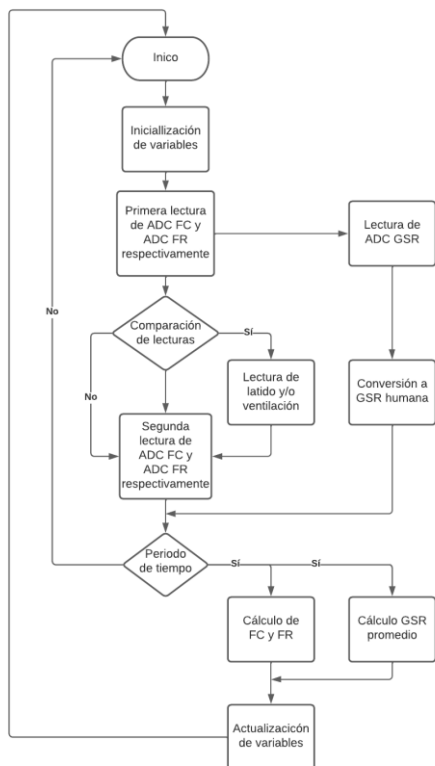 Inico
Iniciallización
de variables
Primera lectura
de ADC FC y
ADC FR
respectivamente
Lectura de
ADC GSR
No
Comparación
de lecturas
Sí
No
Lectura de
latido y/o
ventilación
Conversión a
GSR humana
Segunda
lectura de
ADC FC y
ADC FR
respectivamente
Periodo
de tiempo
Sí
Sí
Cálculo de
FC y FR
Cálculo GSR
promedio
Actualizacicón
de variables